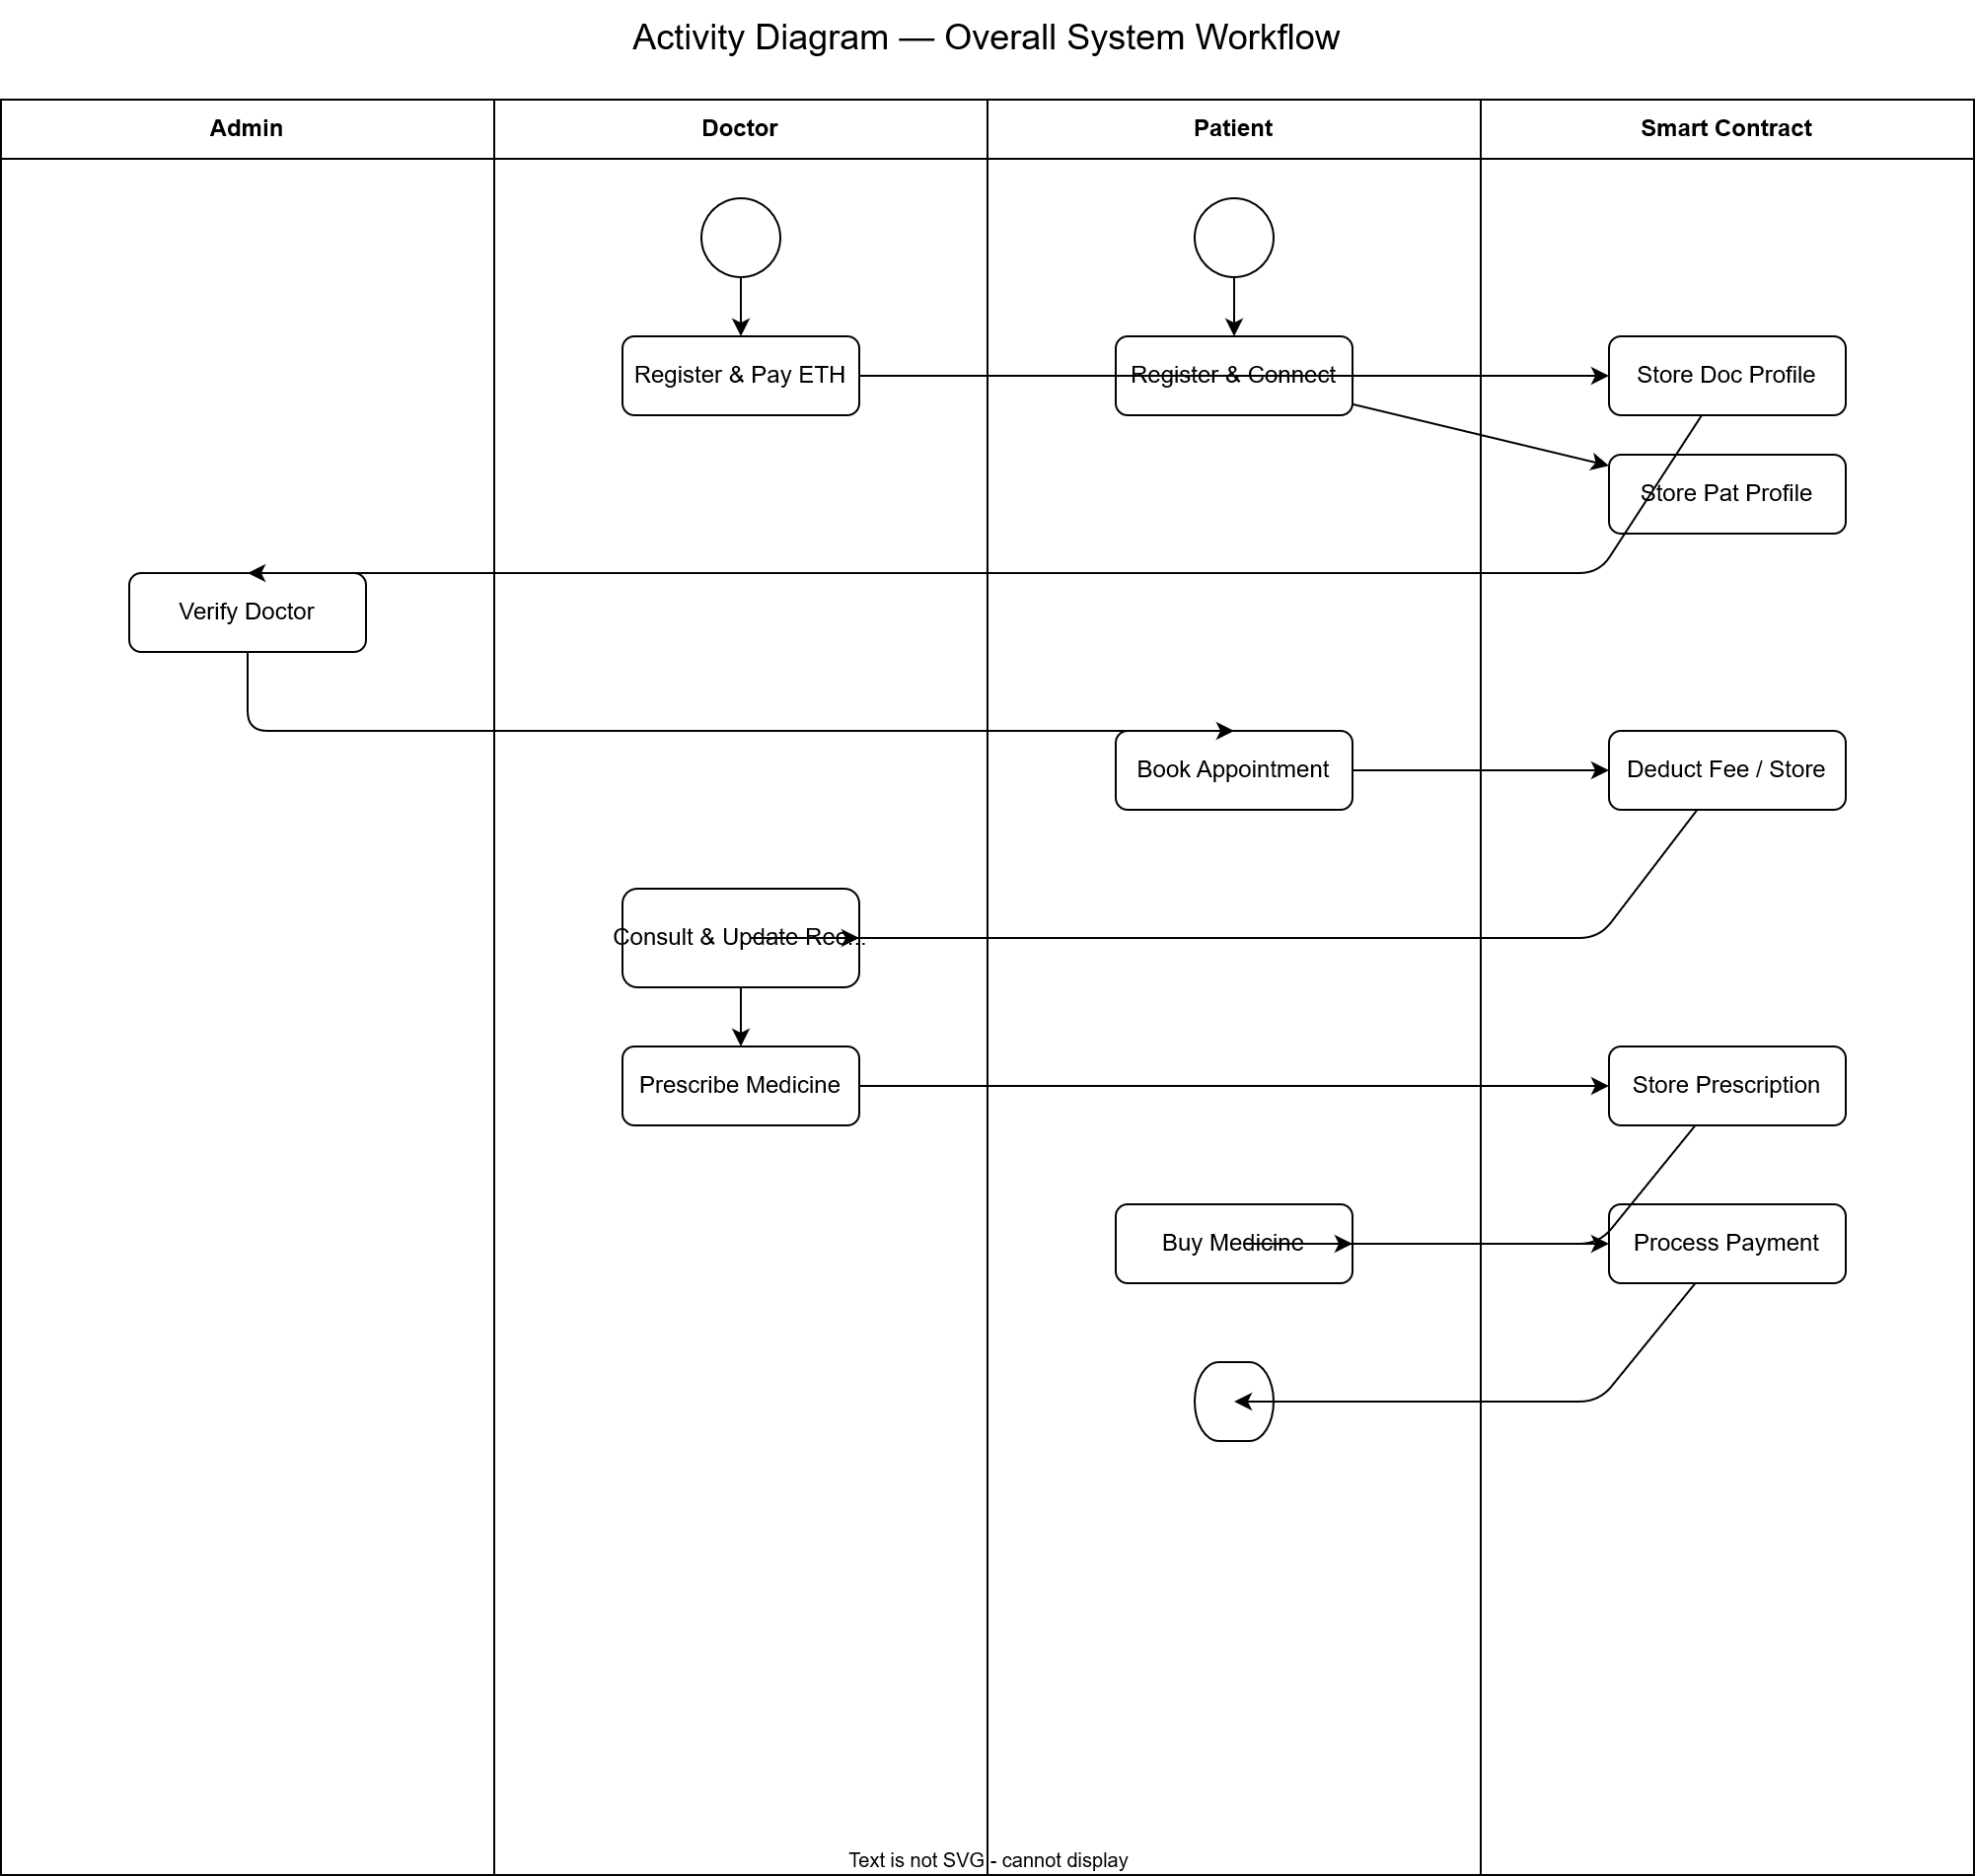 Activity Diagram — Overall System Workflow
Admin
Doctor
Patient
Smart Contract
Register & Pay ETH
Register & Connect
Store Doc Profile
Store Pat Profile
Verify Doctor
Book Appointment
Deduct Fee / Store
Consult & Update Rec...
Prescribe Medicine
Store Prescription
Buy Medicine
Process Payment
Text is not SVG - cannot display